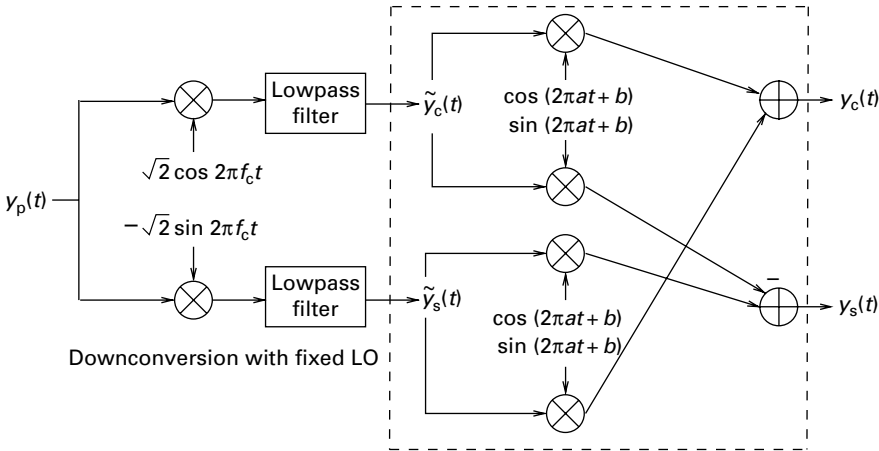 Lowpass
filter
ỹc(t)
cos (2πat + b)
sin (2πat + b)
yc(t)
√2 cos 2πfct
yp(t)
−√2 sin 2πfct
Lowpass
filter
ỹs(t)
cos (2πat + b)
sin (2πat + b)
−
ys(t)
Downconversion with fixed LO